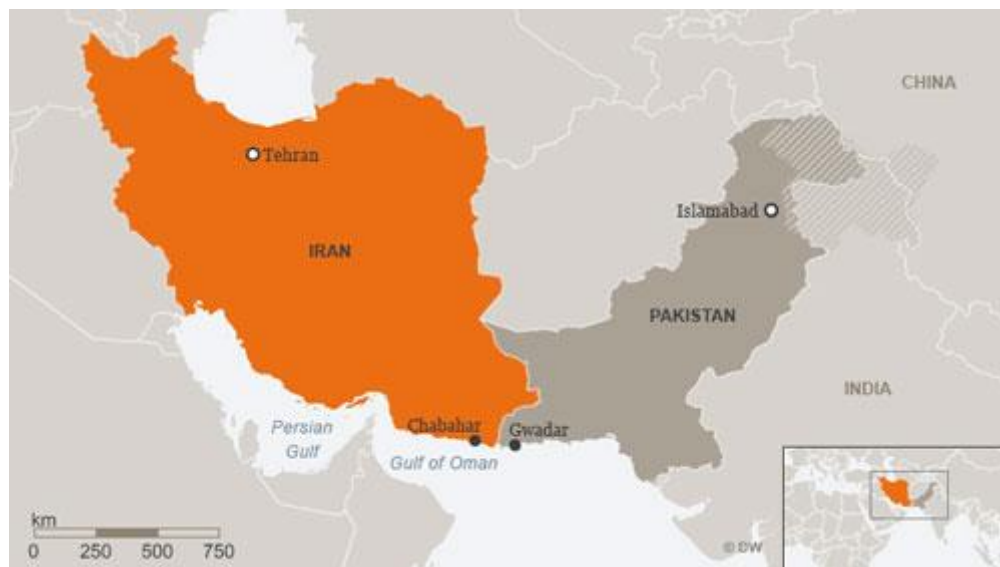 CHINA
Tehran
Islamabad
IRAN
PAKISTAN
INDIA
Chabahar
Gwadar
Persian
Gulf
Gulf of Oman
km
0 250 500 750
© DW